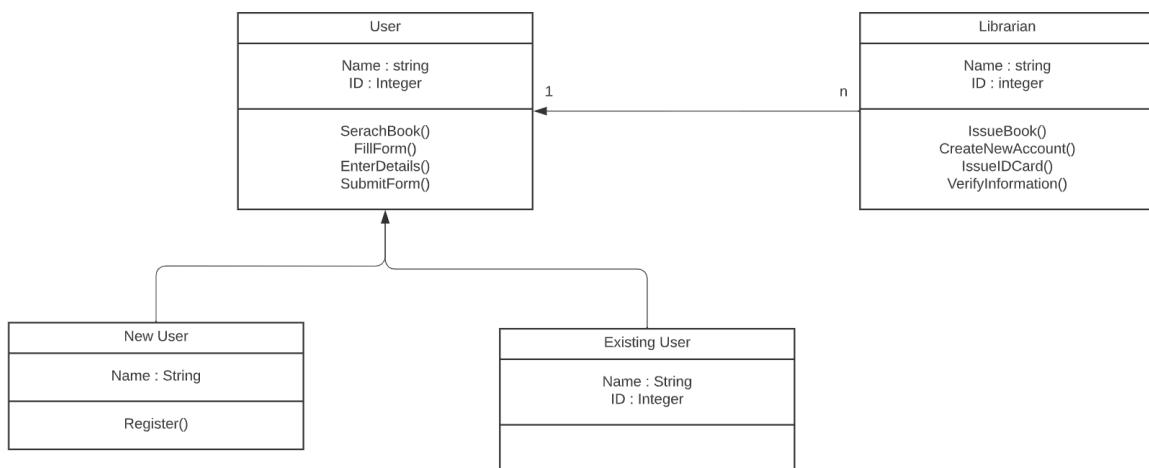 User
Name : string
ID : Integer
SerachBook()
FillForm()
EnterDetails()
SubmitForm()
1
n
Librarian
Name : string
ID : integer
IssueBook()
CreateNewAccount()
IssueIDCard()
VerifyInformation()
New User
Name : String
Register()
Existing User
Name : String
ID : Integer